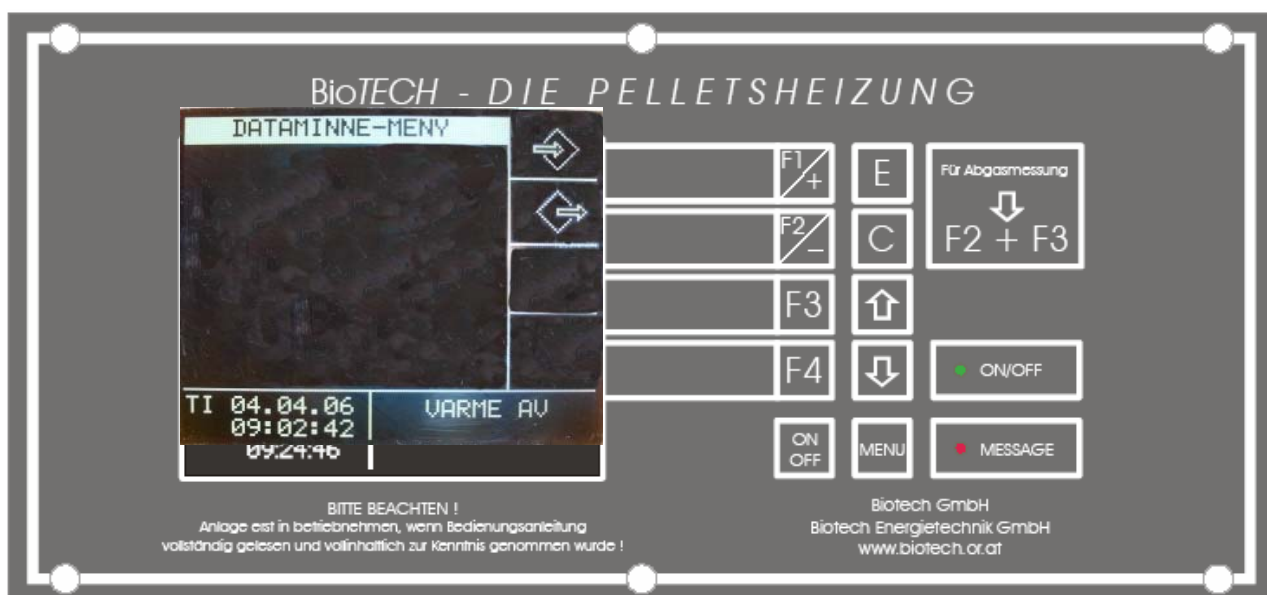 BioTECH - DIE PELLETSHEIZUNG
DATAMINNE-MENY
TI 04.04.06
09:02:42
VARME AV
09:24:46
F1/+
F2/-
F3
F4
E
C
Für Abgasmessung
F2 + F3
ON/OFF
ON
OFF
MENU
MESSAGE
BITTE BEACHTEN !
Anlage erst in betriebnehmen, wenn Bedienungsanleitung
vollständig gelesen und vollinhaltlich zur Kenntnis genommen wurde !
Biotech GmbH
Biotech Energietechnik GmbH
www.biotech.or.at